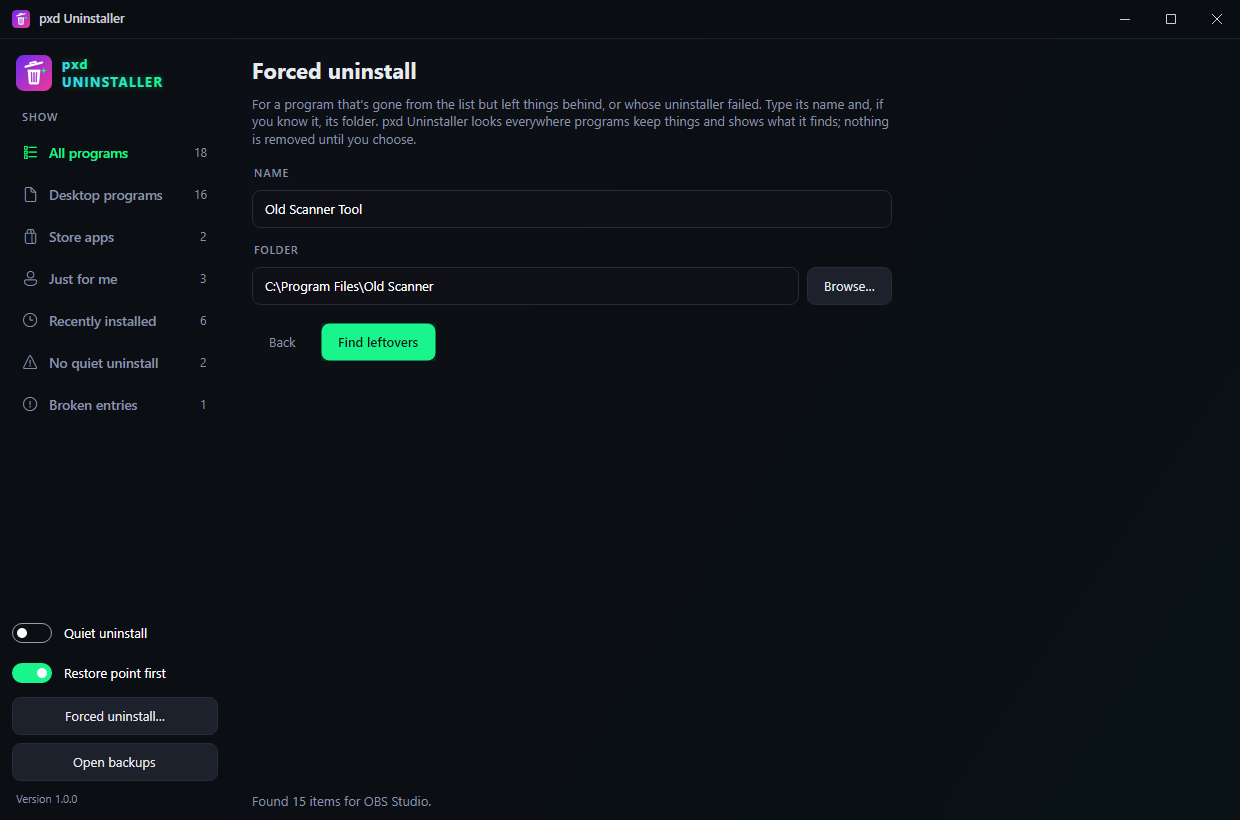 pxd Uninstaller
pxd
UNINSTALLER
SHOW
All programs 18
Desktop programs 16
Store apps 2
Just for me 3
Recently installed 6
No quiet uninstall 2
Broken entries 1
Quiet uninstall
Restore point first
Forced uninstall...
Open backups
Version 1.0.0
Forced uninstall
For a program that's gone from the list but left things behind, or whose uninstaller failed. Type its name and, if
you know it, its folder. pxd Uninstaller looks everywhere programs keep things and shows what it finds; nothing
is removed until you choose.
NAME
Old Scanner Tool
FOLDER
C:\Program Files\Old Scanner
Browse...
Back
Find leftovers
Found 15 items for OBS Studio.